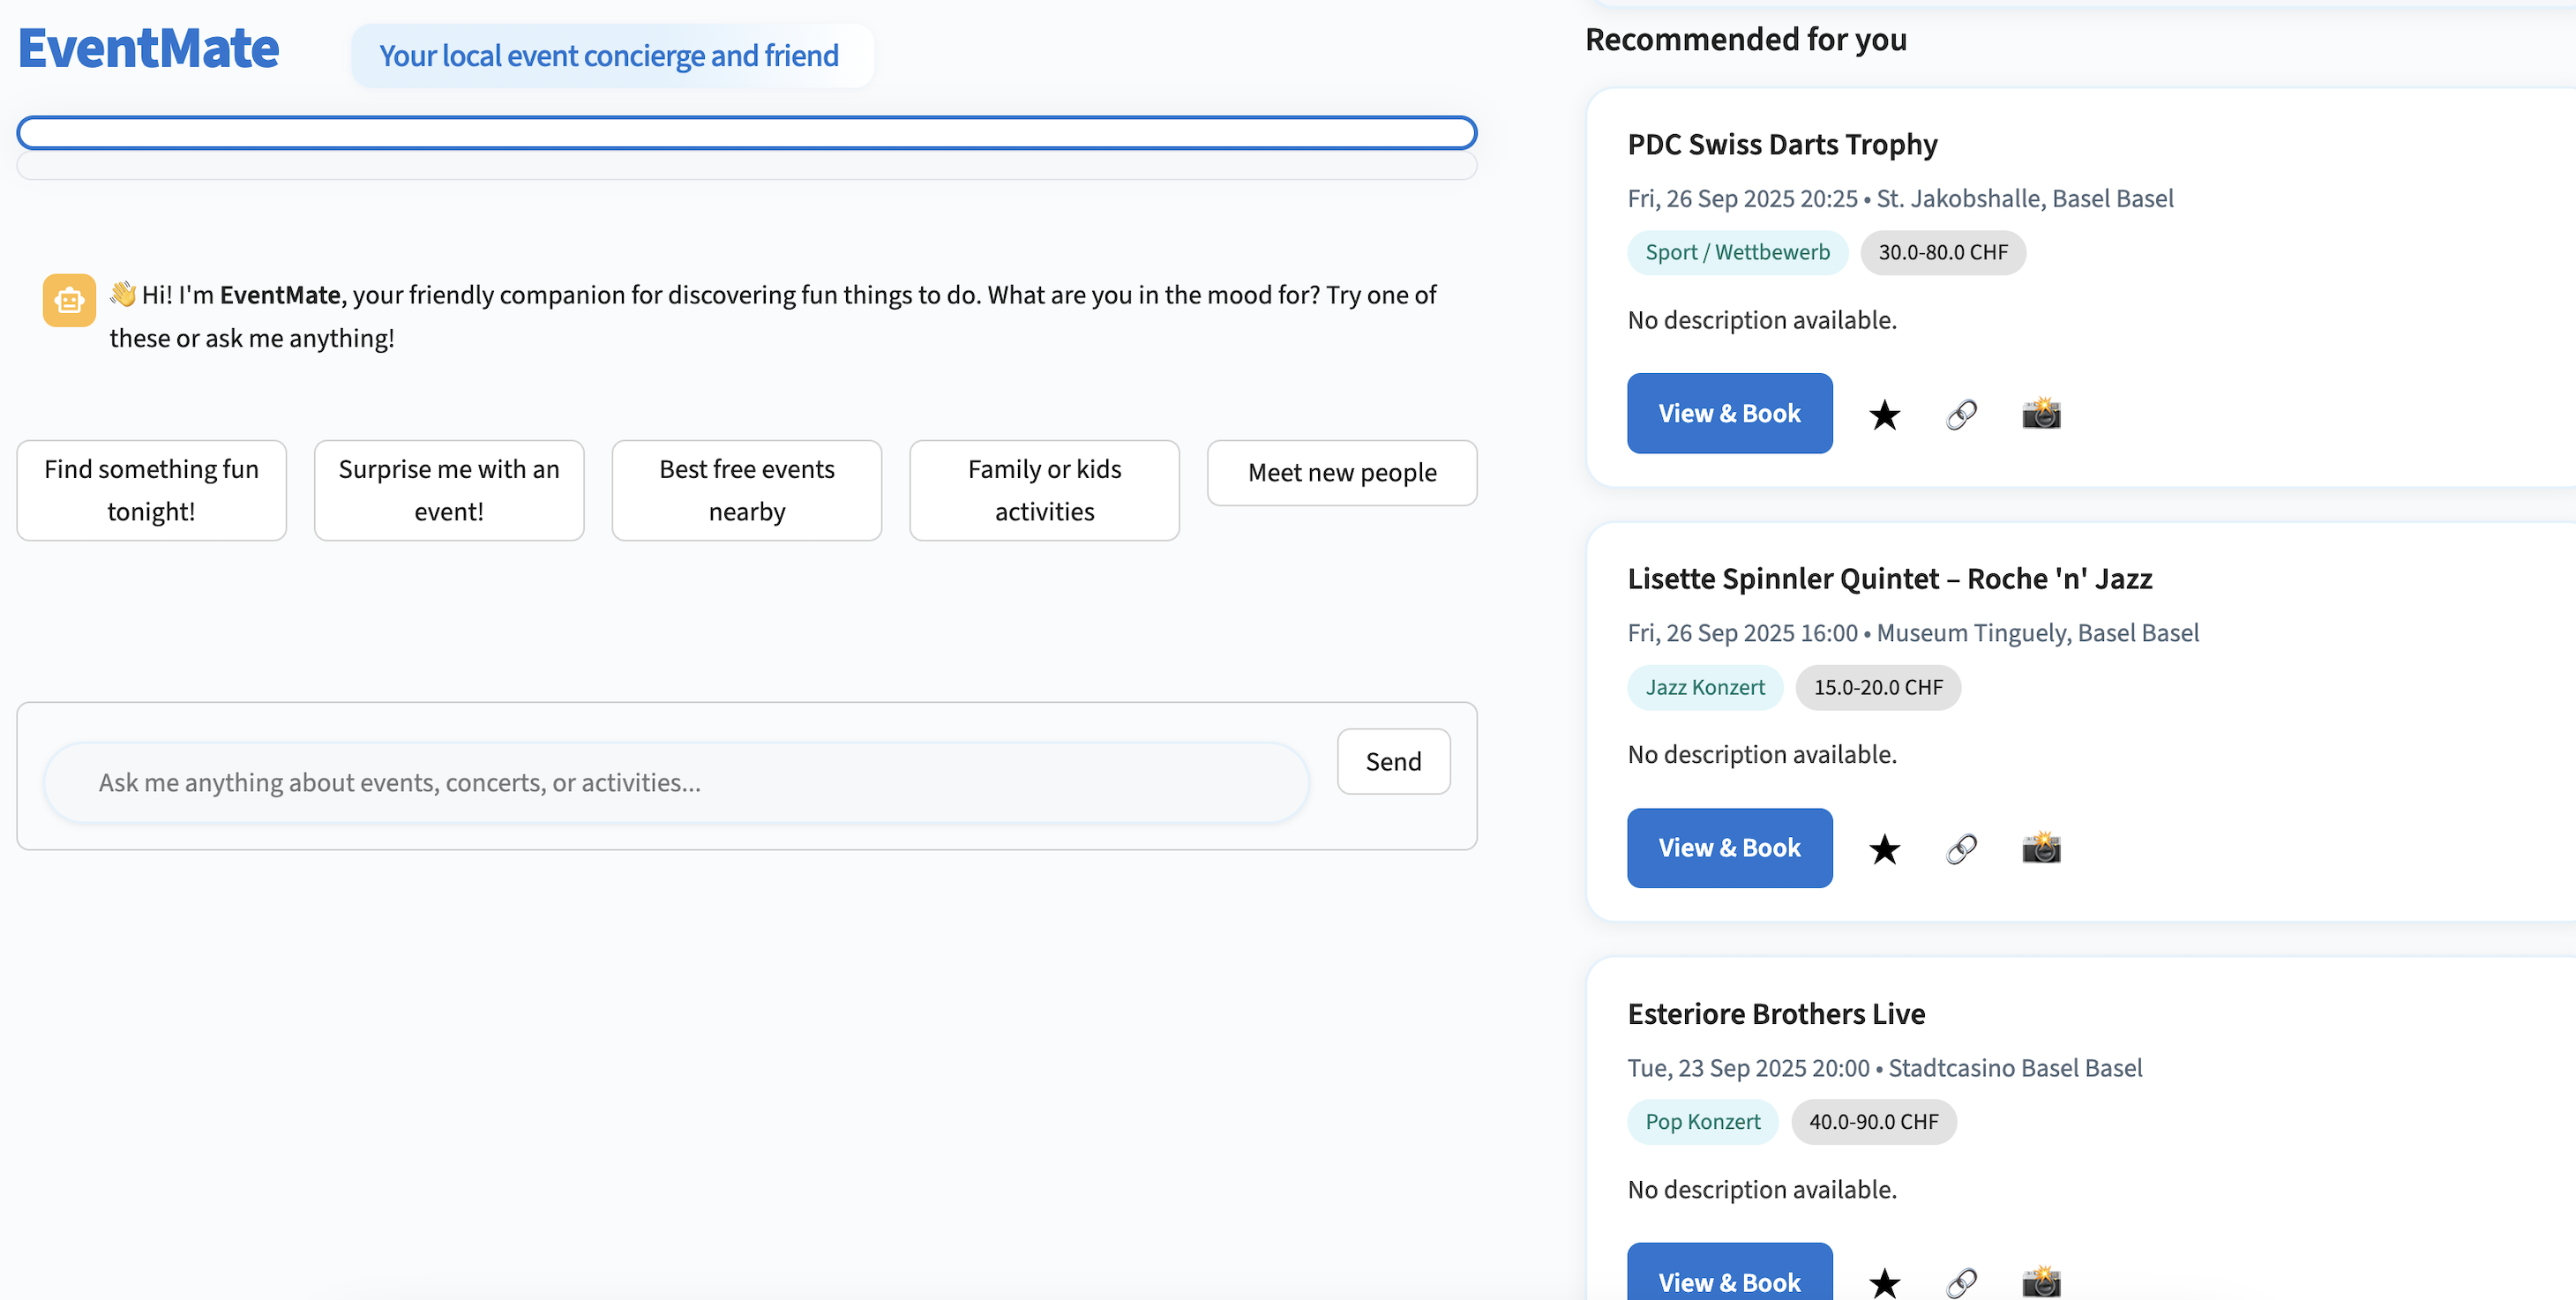 EventMate
Your local event concierge and friend
👋 Hi! I'm EventMate, your friendly companion for discovering fun things to do. What are you in the mood for? Try one of
these or ask me anything!
Find something fun
tonight!
Surprise me with an
event!
Best free events
nearby
Family or kids
activities
Meet new people
Ask me anything about events, concerts, or activities...
Send
Recommended for you
PDC Swiss Darts Trophy
Fri, 26 Sep 2025 20:25 • St. Jakobshalle, Basel Basel
Sport / Wettbewerb
30.0-80.0 CHF
No description available.
View & Book
Lisette Spinnler Quintet – Roche 'n' Jazz
Fri, 26 Sep 2025 16:00 • Museum Tinguely, Basel Basel
Jazz Konzert
15.0-20.0 CHF
No description available.
View & Book
Esteriore Brothers Live
Tue, 23 Sep 2025 20:00 • Stadtcasino Basel Basel
Pop Konzert
40.0-90.0 CHF
No description available.
View & Book